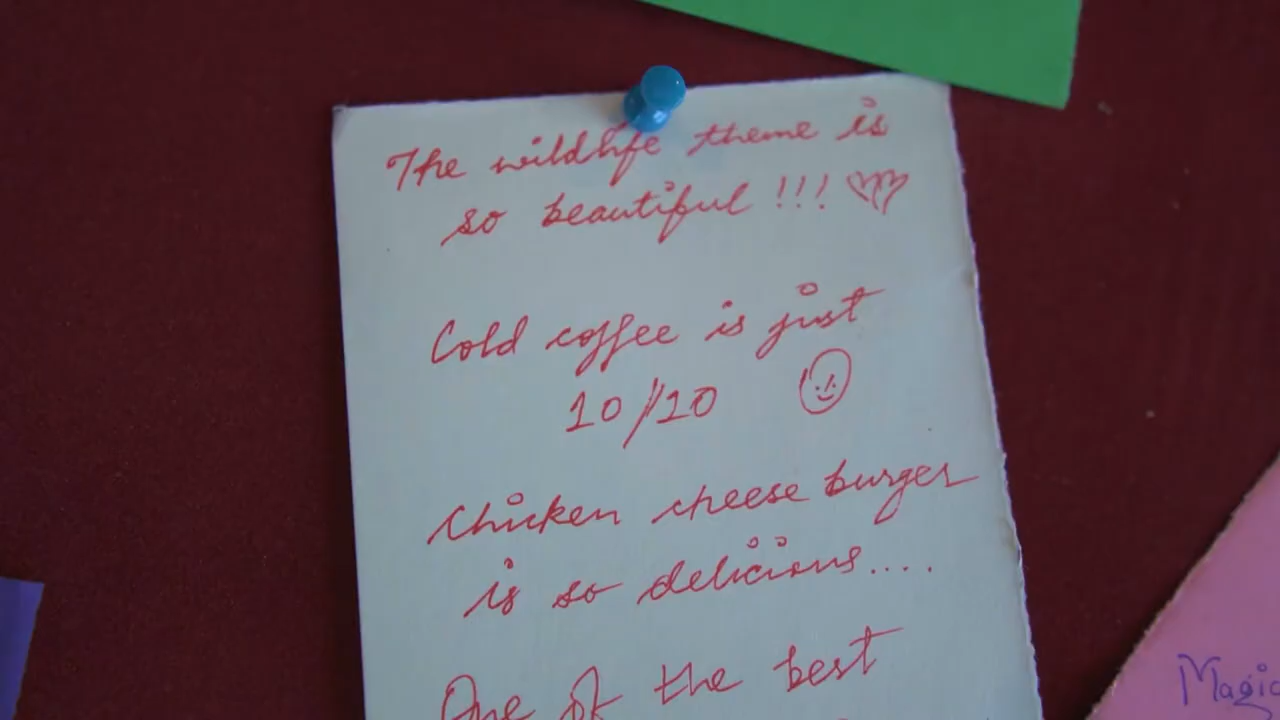 The wildlife theme is
so beautiful !!!
Cold coffee is just
10/10
Chicken cheese burger
is so delicious....
One of the best
Magic